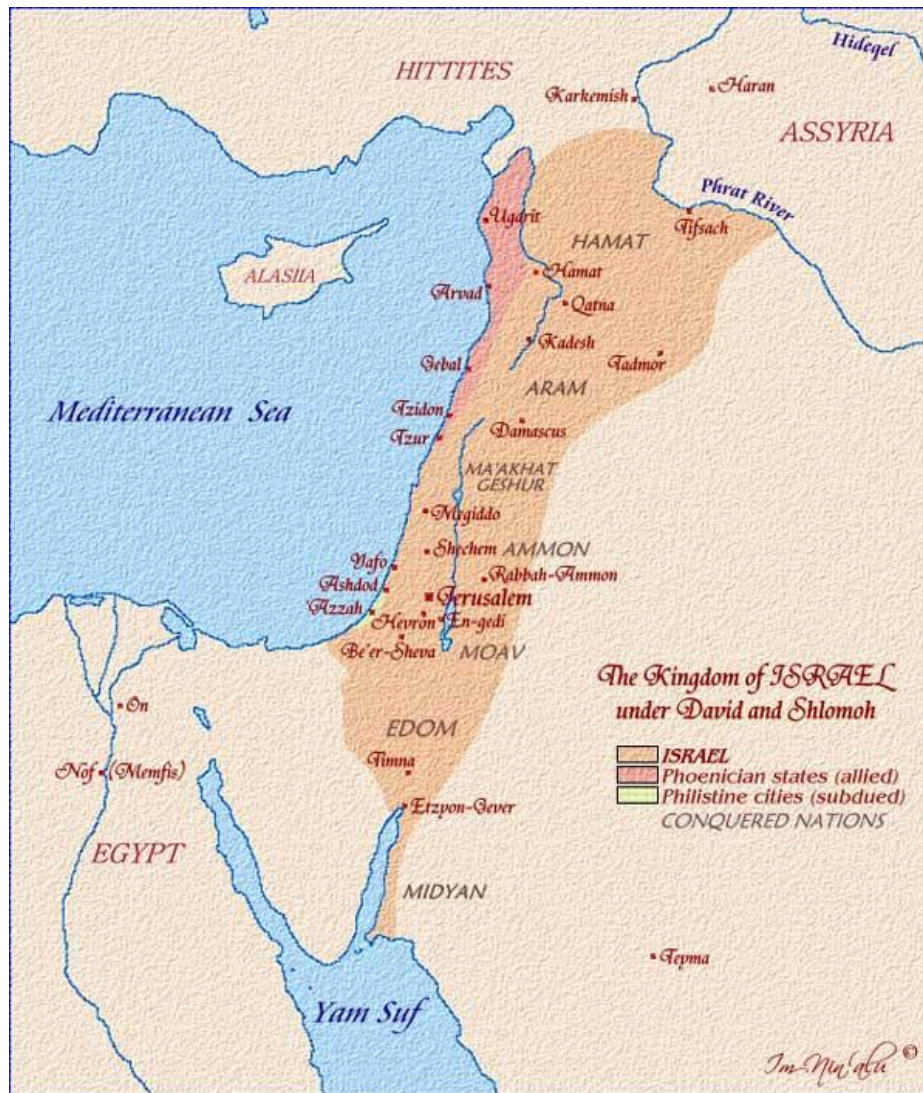 Hideqel
HITTITES
Karkemish
Haran
ASSYRIA
Phrat River
Ugarit
Tifsach
HAMAT
ALASIIA
Hamat
Arvad
Qatna
Kadesh
Gebal
Tadmor
ARAM
Mediterranean Sea
Tzidon
Tzur
Damascus
MA'AKHAT
GESHUR
Megiddo
Shechem
AMMON
Yafo
Rabbah-Ammon
Ashdod
Jerusalem
'Azzah
Hevron
En-gedi
Be'er-Sheva
MOAV
The Kingdom of ISRAEL
under David and Shlomoh
On
EDOM
ISRAEL
Timna
Nof (Memfis)
Phoenician states (allied)
Philistine cities (subdued)
Etzyon-Gever
CONQUERED NATIONS
EGYPT
MIDYAN
Teyma
Yam Suf
Im-Nin'alu ©